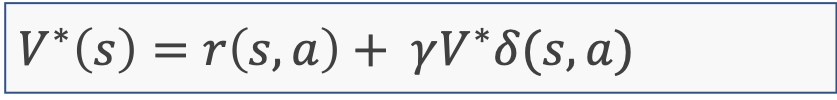 V*(s) = r(s, a) + γV*δ(s, a)